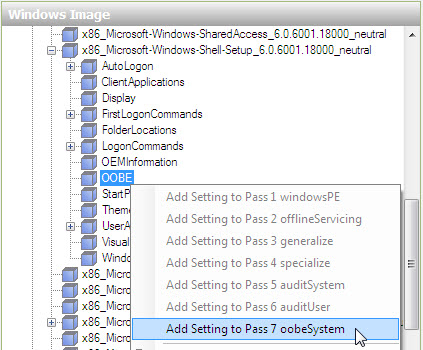 Windows Image
x86_Microsoft-Windows-SharedAccess_6.0.6001.18000_neutral
x86_Microsoft-Windows-Shell-Setup_6.0.6001.18000_neutral
AutoLogon
ClientApplications
Display
FirstLogonCommands
FolderLocations
LogonCommands
OEMInformation
OOBE
StartP
Theme
UserA
Visual
Windo
x86_Micro
x86_Micro
x86_Micro
x86_Micro
x86_Micro
Add Setting to Pass 1 windowsPE
Add Setting to Pass 2 offlineServicing
Add Setting to Pass 3 generalize
Add Setting to Pass 4 specialize
Add Setting to Pass 5 auditSystem
Add Setting to Pass 6 auditUser
Add Setting to Pass 7 oobeSystem